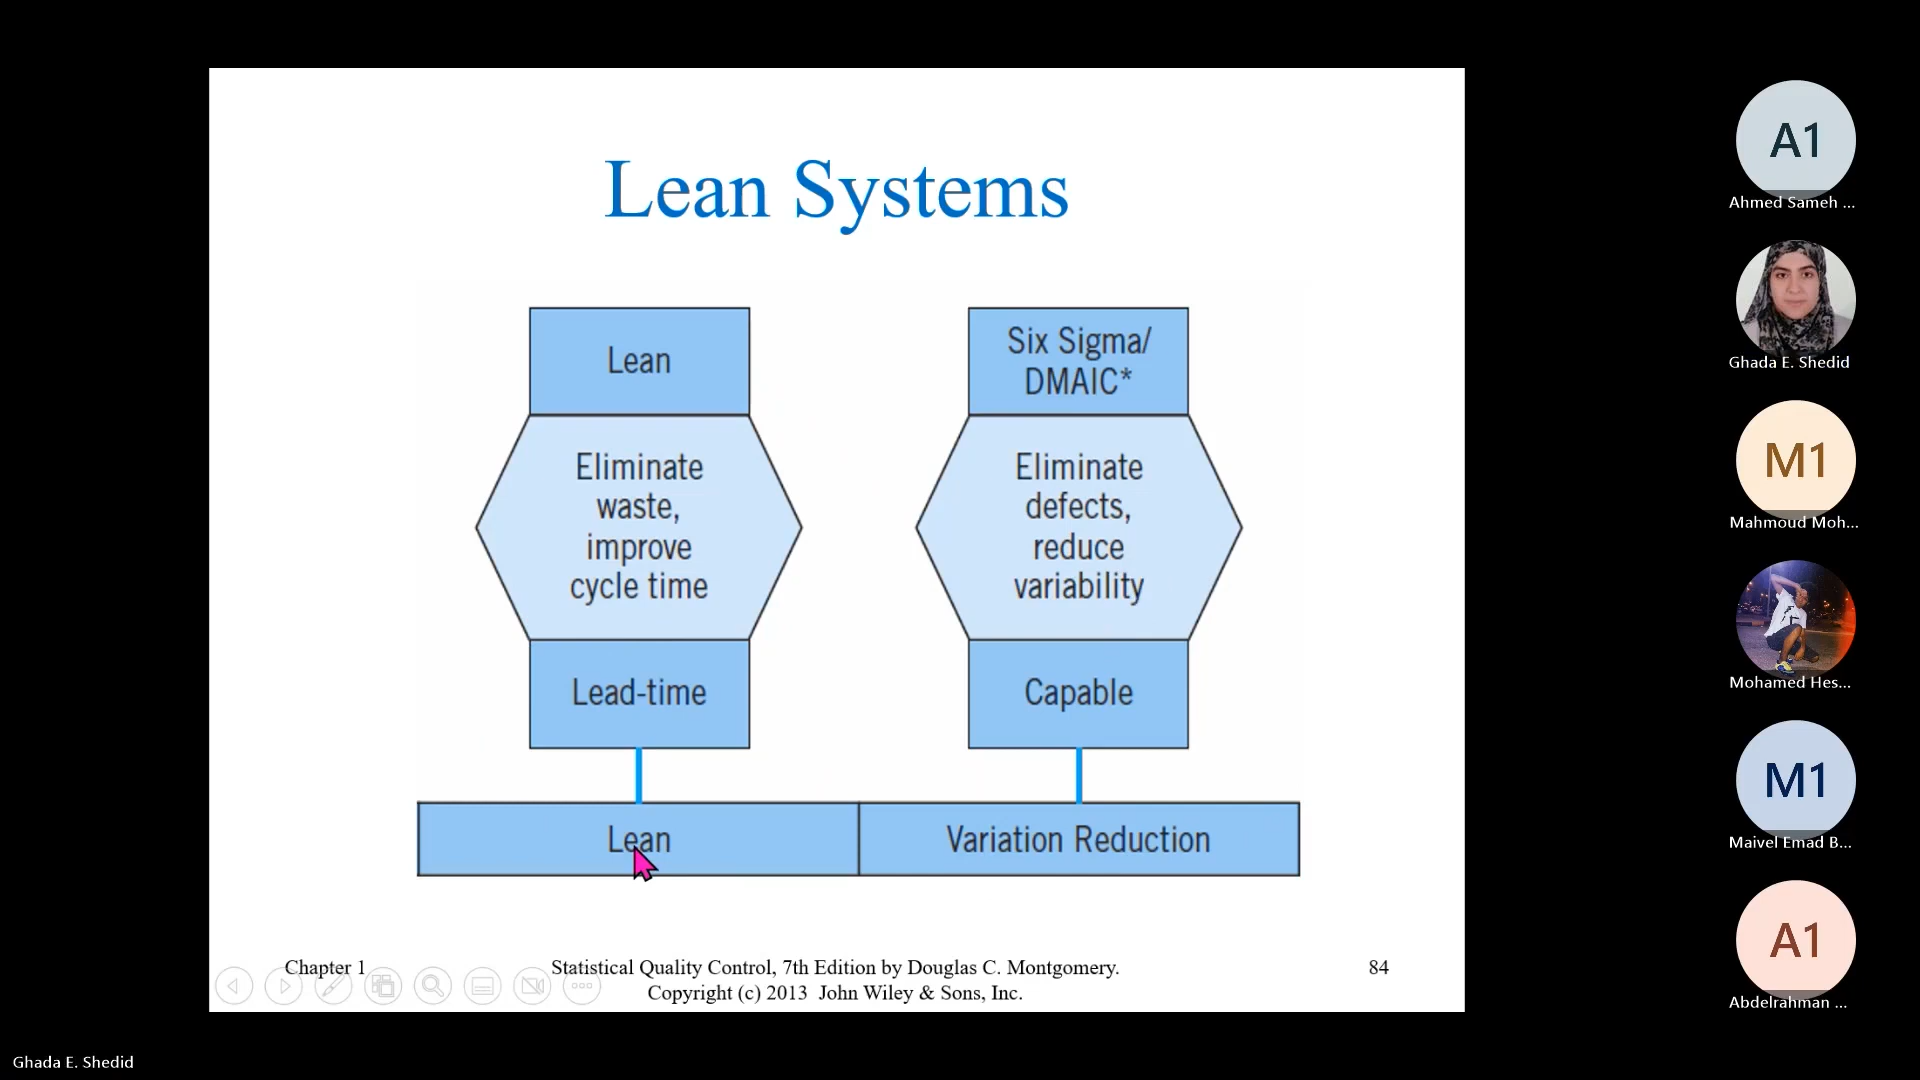 Lean Systems
Lean
Eliminate
waste,
improve
cycle time
Lead-time
Six Sigma/
DMAIC*
Eliminate
defects,
reduce
variability
Capable
Lean
Variation Reduction
Chapter 1
Statistical Quality Control, 7th Edition by Douglas C. Montgomery.
Copyright (c) 2013 John Wiley & Sons, Inc.
84
A1
Ahmed Sameh ...
Ghada E. Shedid
M1
Mahmoud Moh...
Mohamed Hes...
M1
Maivel Emad B...
A1
Abdelrahman ...
Ghada E. Shedid